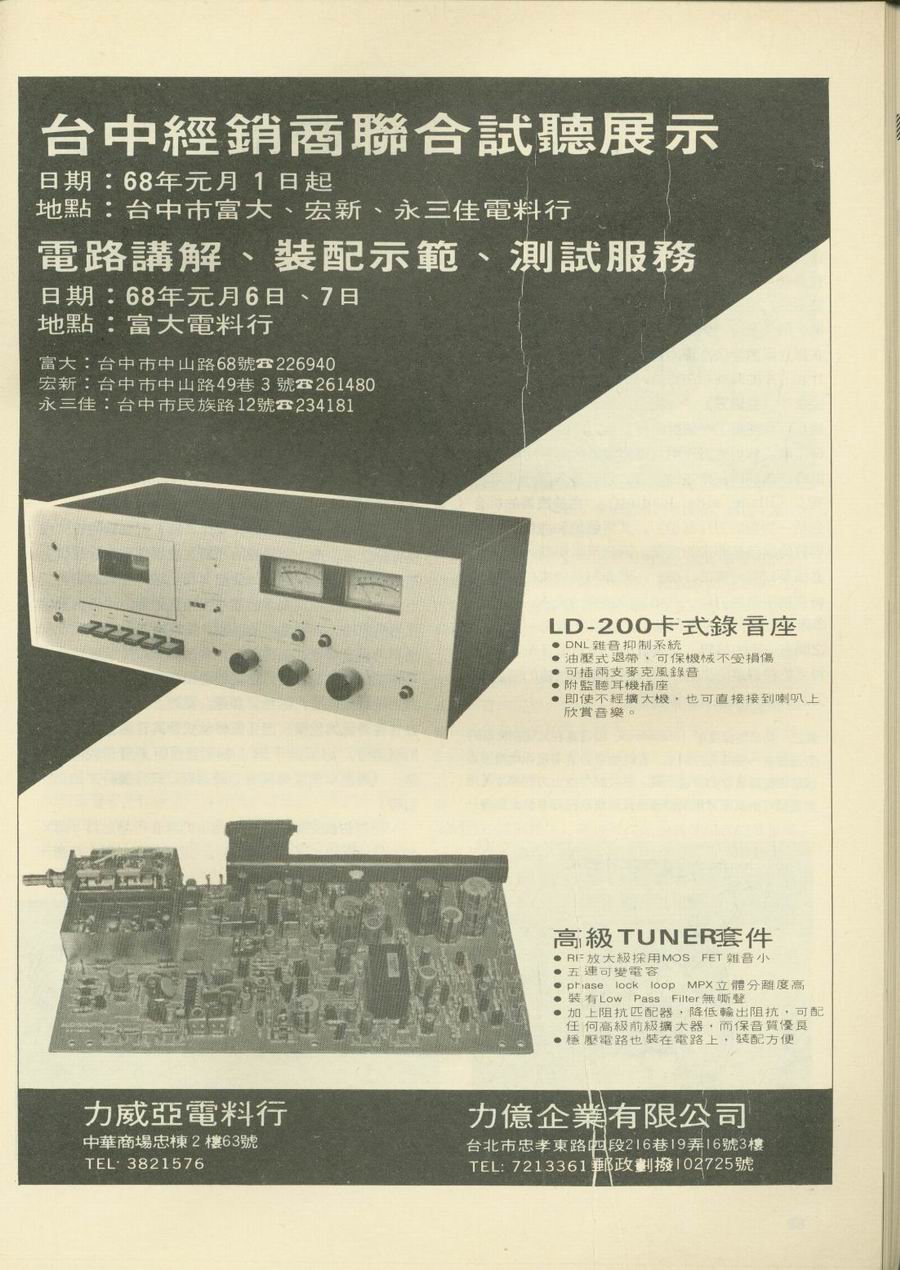 台中經銷商聯合試聽展示
日期：68年元月1日起
地點：台中市富大、宏新、永三佳電料行
電路講解、裝配示範、測試服務
日期：68年元月6日、7日
地點：富大電料行
富大：台中市中山路68號☎226940
宏新：台中市中山路49巷3號☎261480
永三佳：台中市民族路12號☎234181
LD-200卡式錄音座
● DNL雜音抑制系統
● 油壓式退帶，可保機械不受損傷
● 可插兩支麥克風錄音
● 附監聽耳機插座
● 即使不經擴大機，也可直接接到喇叭上
欣賞音樂。
高級TUNER套件
● RF放大級採用MOS FET雜音小
● 五連可變電容
● phase lock loop MPX立體分離度高
● 裝有Low Pass Filter無嘶聲
● 加上阻抗匹配器，降低輸出阻抗，可配
任何高級前級擴大器，而保音質優良
● 穩壓電路也裝在電路上，裝配方便
力威亞電料行
中華商場忠棟2樓63號
TEL: 3821576
力億企業有限公司
台北市忠孝東路四段216巷19弄16號3樓
TEL: 7213361郵政劃撥102725號